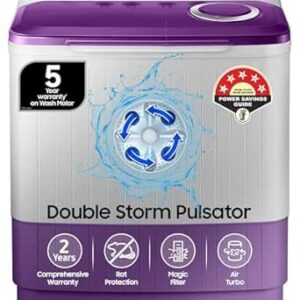 5
Year
warranty*
on Wash Motor
POWER SAVINGS
GUIDE
Double Storm Pulsator
2
Years
Comprehensive
Warranty
Rat
Protection
Magic
Filter
Air
Turbo